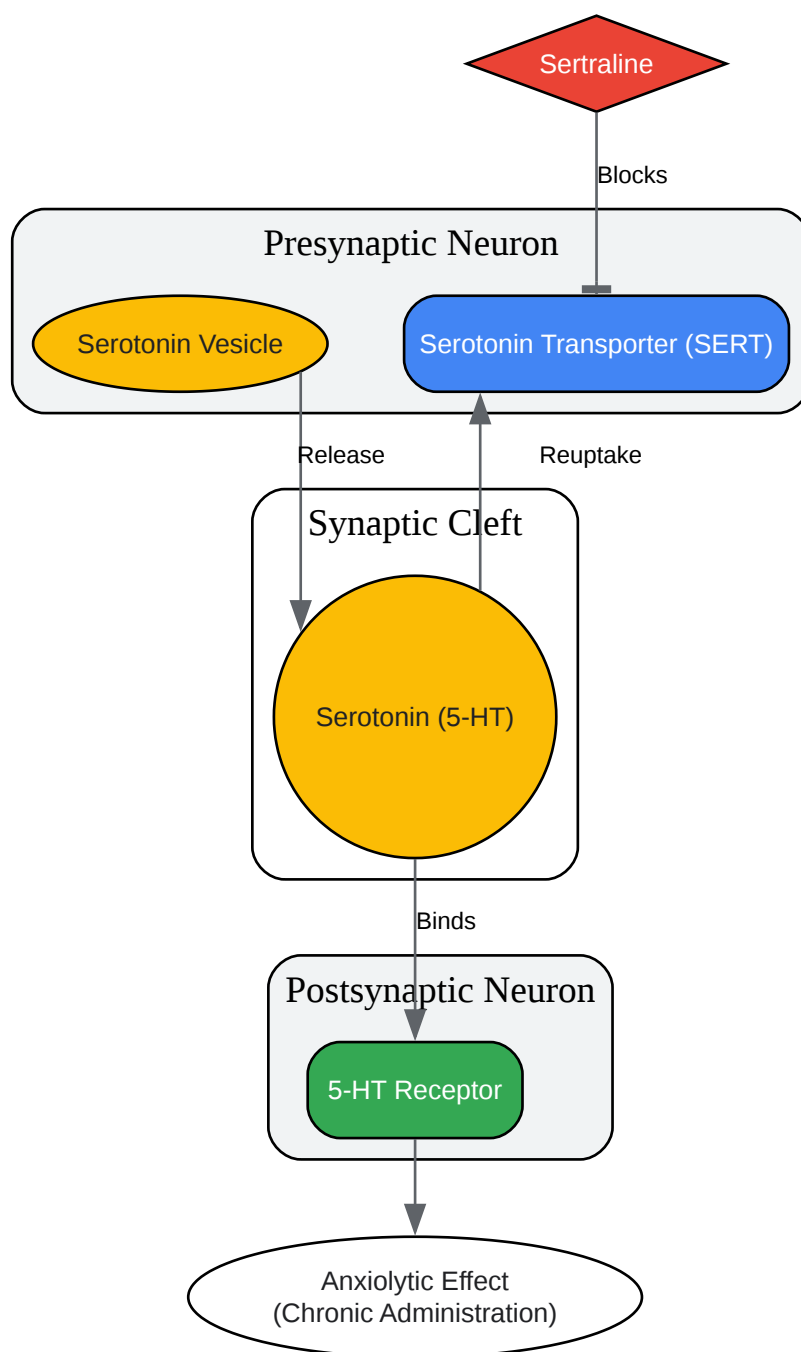 Sertraline
Blocks
Presynaptic Neuron
Serotonin Vesicle
Serotonin Transporter (SERT)
Release
Reuptake
Synaptic Cleft
Serotonin (5-HT)
Binds
Postsynaptic Neuron
5-HT Receptor
Anxiolytic Effect
(Chronic Administration)